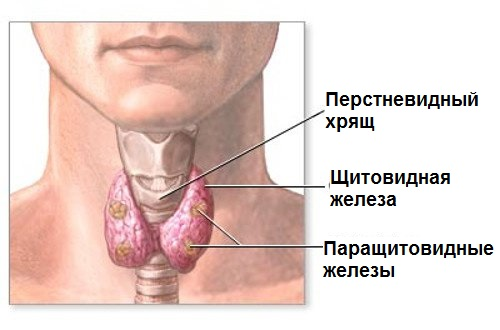 Перстневидный
хрящ
Щитовидная
железа
Паращитовидные
железы